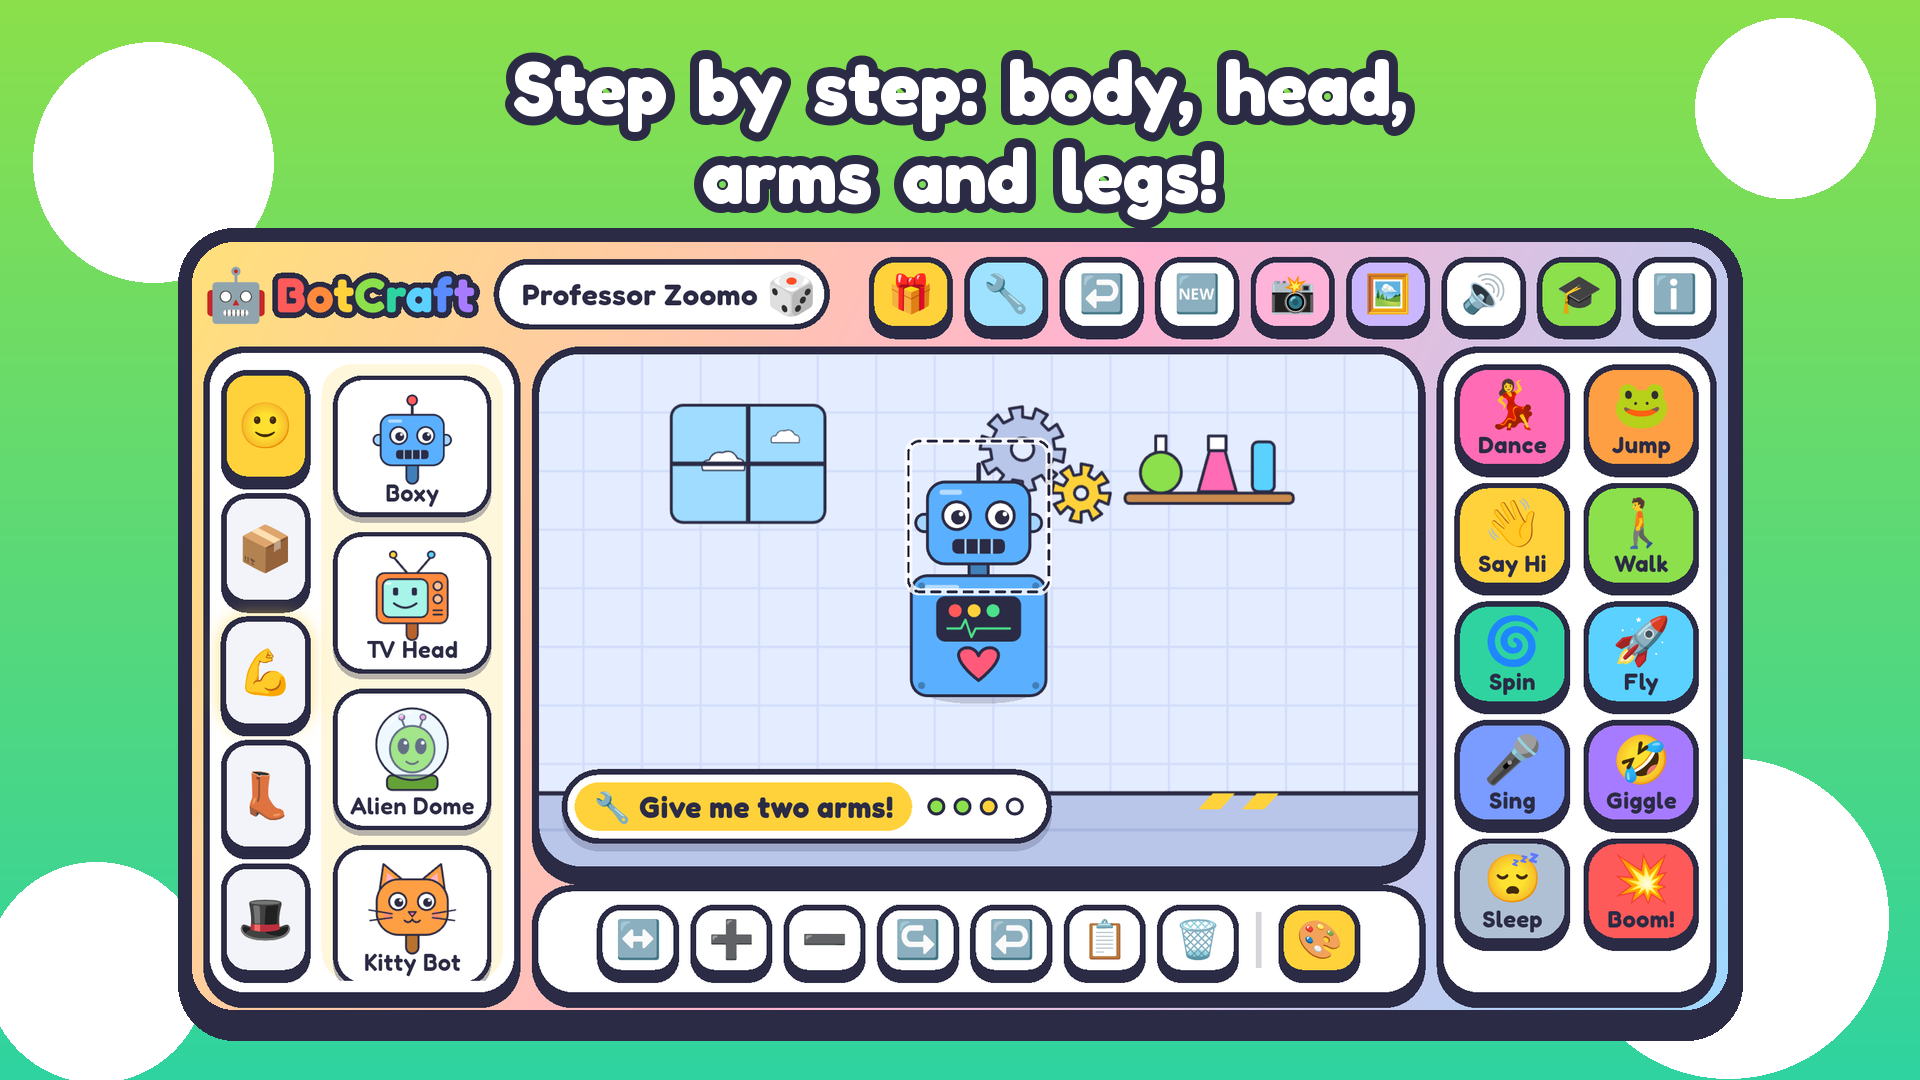 Step by step: body, head,
arms and legs!
BotCraft
Professor Zoomo
NEW
Boxy
TV Head
Alien Dome
Kitty Bot
Give me two arms!
Dance
Jump
Say Hi
Walk
Spin
Fly
Sing
Giggle
Sleep
Boom!